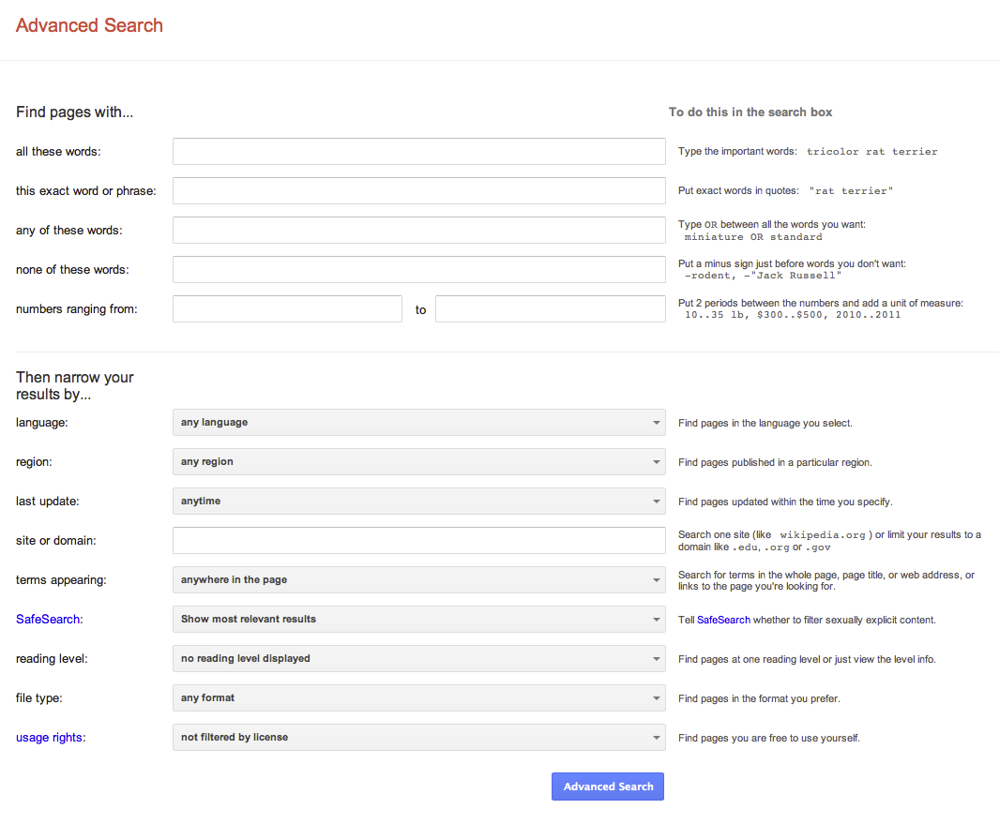 Advanced Search
Find pages with...
To do this in the search box
all these words:
Type the important words: tricolor rat terrier
this exact word or phrase:
Put exact words in quotes: "rat terrier"
any of these words:
Type OR between all the words you want:
miniature OR standard
none of these words:
Put a minus sign just before words you don't want:
-rodent, -"Jack Russell"
numbers ranging from:
to
Put 2 periods between the numbers and add a unit of measure:
10..35 lb, $300..$500, 2010..2011
Then narrow your
results by...
language:
any language
Find pages in the language you select.
region:
any region
Find pages published in a particular region.
last update:
anytime
Find pages updated within the time you specify.
site or domain:
Search one site (like wikipedia.org ) or limit your results to a
domain like .edu, .org or .gov
terms appearing:
anywhere in the page
Search for terms in the whole page, page title, or web address, or
links to the page you're looking for.
SafeSearch:
Show most relevant results
Tell SafeSearch whether to filter sexually explicit content.
reading level:
no reading level displayed
Find pages at one reading level or just view the level info.
file type:
any format
Find pages in the format you prefer.
usage rights:
not filtered by license
Find pages you are free to use yourself.
Advanced Search